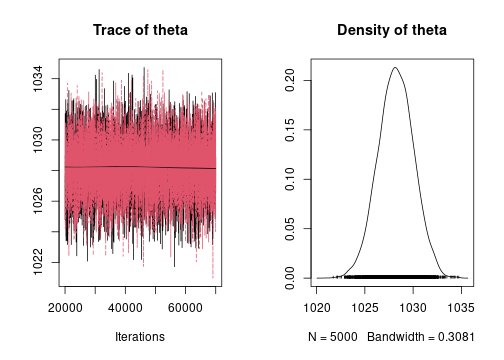 Trace of theta
1022 1026 1030 1034
20000 40000 60000
Iterations
Density of theta
0.00 0.05 0.10 0.15 0.20
1020 1025 1030 1035
N = 5000 Bandwidth = 0.3081